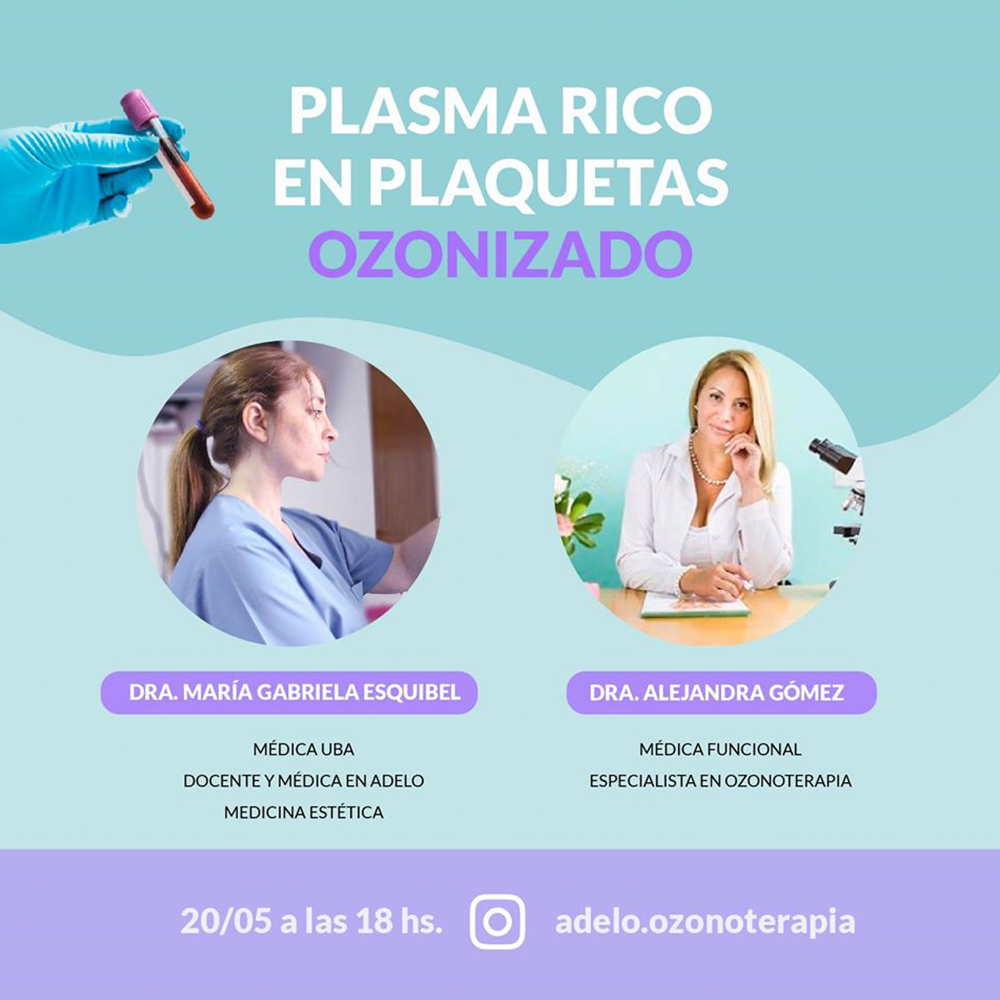 PLASMA RICO
EN PLAQUETAS
OZONIZADO
DRA. MARÍA GABRIELA ESQUIBEL
MÉDICA UBA
DOCENTE Y MÉDICA EN ADELO
MEDICINA ESTÉTICA
DRA. ALEJANDRA GÓMEZ
MÉDICA FUNCIONAL
ESPECIALISTA EN OZONOTERAPIA
20/05 a las 18 hs.
adelo.ozonoterapia